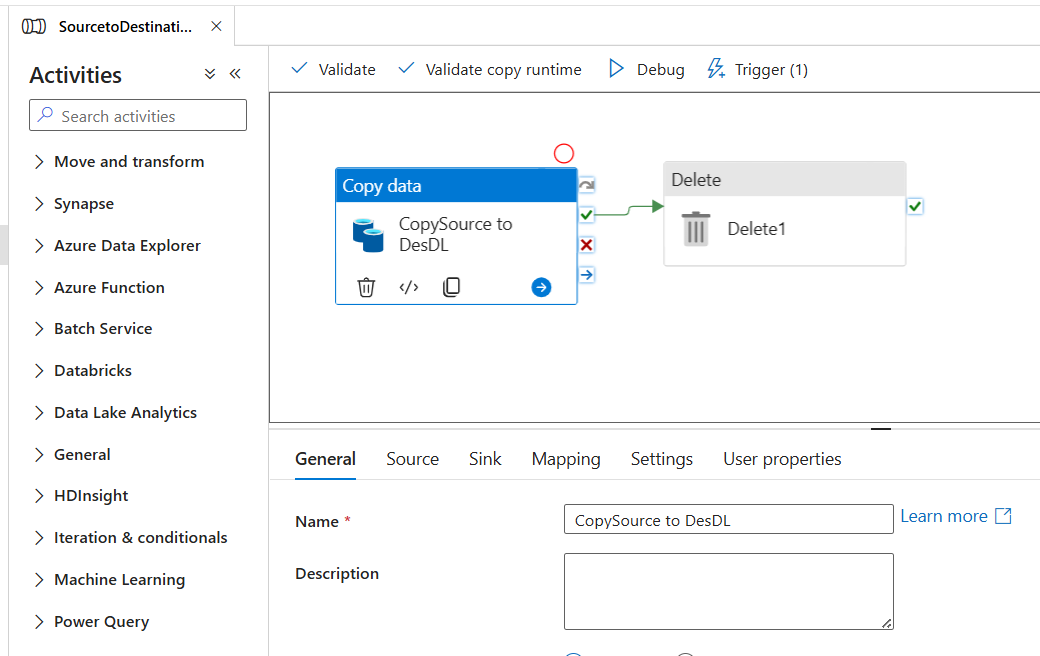 SourcetoDestinati...
Activities
Search activities
Move and transform
Synapse
Azure Data Explorer
Azure Function
Batch Service
Databricks
Data Lake Analytics
General
HDInsight
Iteration & conditionals
Machine Learning
Power Query
Validate
Validate copy runtime
Debug
Trigger (1)
Copy data
CopySource to
DesDL
Delete
Delete1
General
Source
Sink
Mapping
Settings
User properties
Name *
CopySource to DesDL
Learn more
Description